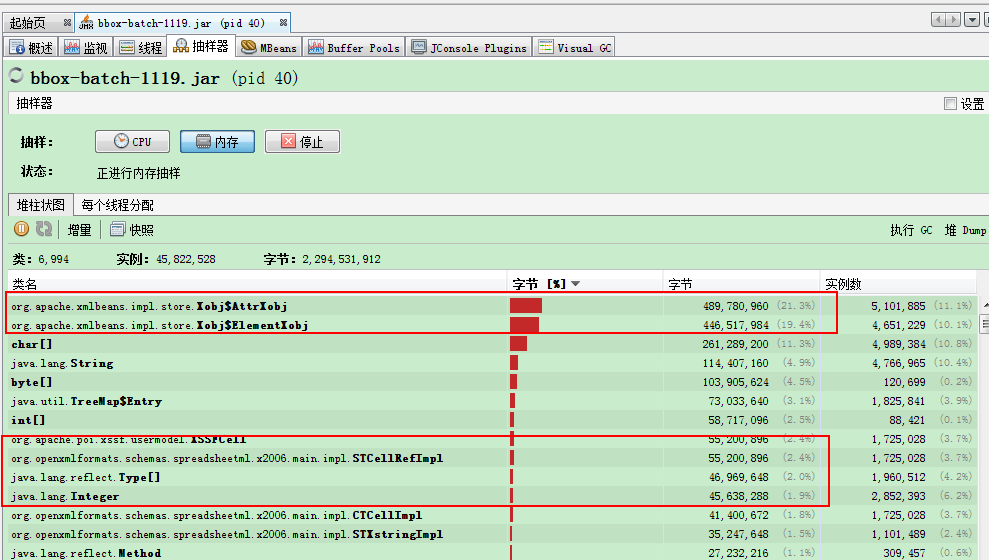 起始页 bbox-batch-1119.jar (pid 40)
概述 监视 线程 抽样器 MBeans Buffer Pools JConsole Plugins Visual GC
bbox-batch-1119.jar (pid 40)
抽样器 设置
抽样： CPU 内存 停止
状态： 正进行内存抽样
堆柱状图 每个线程分配
增量 快照 执行 GC 堆 Dump
类：6,994 实例：45,822,528 字节：2,294,531,912
类名 字节 [%] 字节 实例数
org.apache.xmlbeans.impl.store.Xobj$AttrXobj 489,780,960 (21.3%) 5,101,885 (11.1%)
org.apache.xmlbeans.impl.store.Xobj$ElementXobj 446,517,984 (19.4%) 4,651,229 (10.1%)
char[] 261,289,200 (11.3%) 4,989,384 (10.8%)
java.lang.String 114,407,160 (4.9%) 4,766,965 (10.4%)
byte[] 103,905,624 (4.5%) 120,699 (0.2%)
java.util.TreeMap$Entry 73,033,640 (3.1%) 1,825,841 (3.9%)
int[] 58,717,096 (2.5%) 88,421 (0.1%)
org.apache.poi.xssf.usermodel.XSSFCell 55,200,896 (2.4%) 1,725,028 (3.7%)
org.openxmlformats.schemas.spreadsheetml.x2006.main.impl.STCellRefImpl 55,200,896 (2.4%) 1,725,028 (3.7%)
java.lang.reflect.Type[] 46,969,648 (2.0%) 1,960,512 (4.2%)
java.lang.Integer 45,638,288 (1.9%) 2,852,393 (6.2%)
org.openxmlformats.schemas.spreadsheetml.x2006.main.impl.CTCellImpl 41,400,672 (1.8%) 1,725,028 (3.7%)
org.openxmlformats.schemas.spreadsheetml.x2006.main.impl.STXstringImpl 35,247,648 (1.5%) 1,101,489 (2.4%)
java.lang.reflect.Method 27,232,216 (1.1%) 309,457 (0.6%)